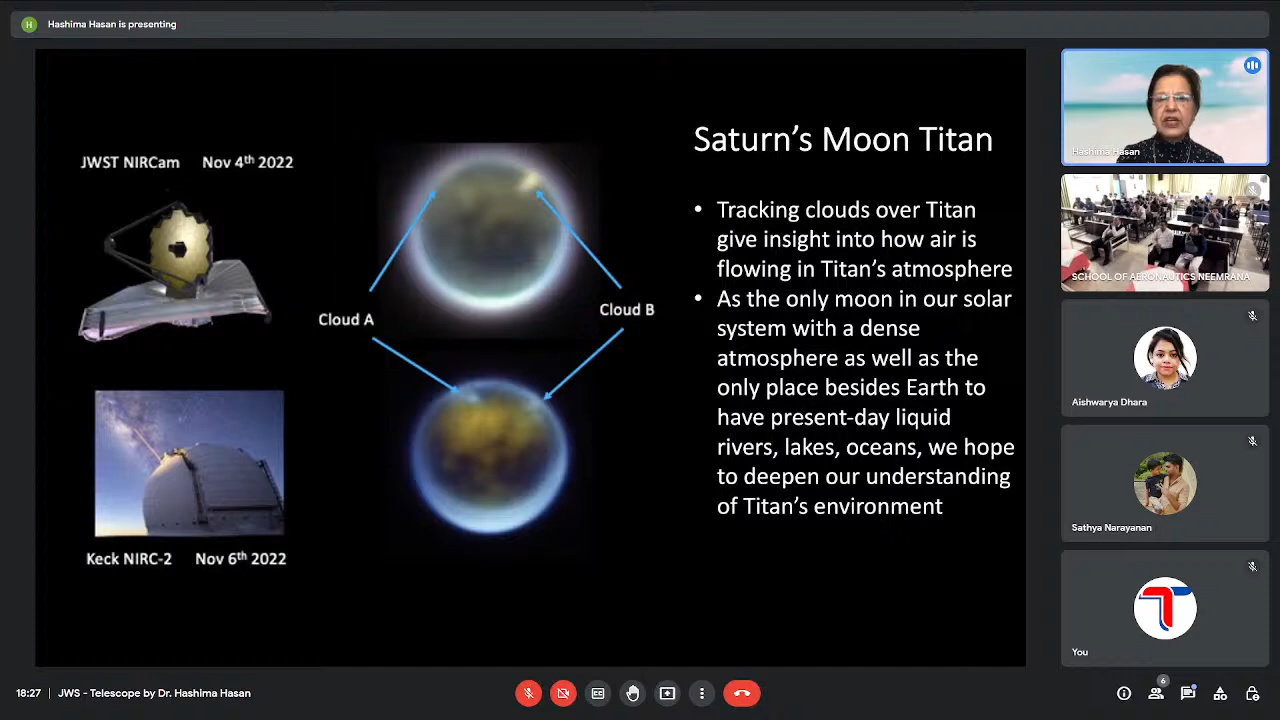 H
Hashima Hasan is presenting
JWST NIRCam Nov 4th 2022
Cloud A
Cloud B
Keck NIRC-2 Nov 6th 2022
Saturn's Moon Titan
• Tracking clouds over Titan
give insight into how air is
flowing in Titan's atmosphere
• As the only moon in our solar
system with a dense
atmosphere as well as the
only place besides Earth to
have present-day liquid
rivers, lakes, oceans, we hope
to deepen our understanding
of Titan's environment
Hashima Hasan
SCHOOL OF AERONAUTICS NEEMRANA
Aishwarya Dhara
Sathya Narayanan
You
18:27 | JWS - Telescope by Dr. Hashima Hasan
6